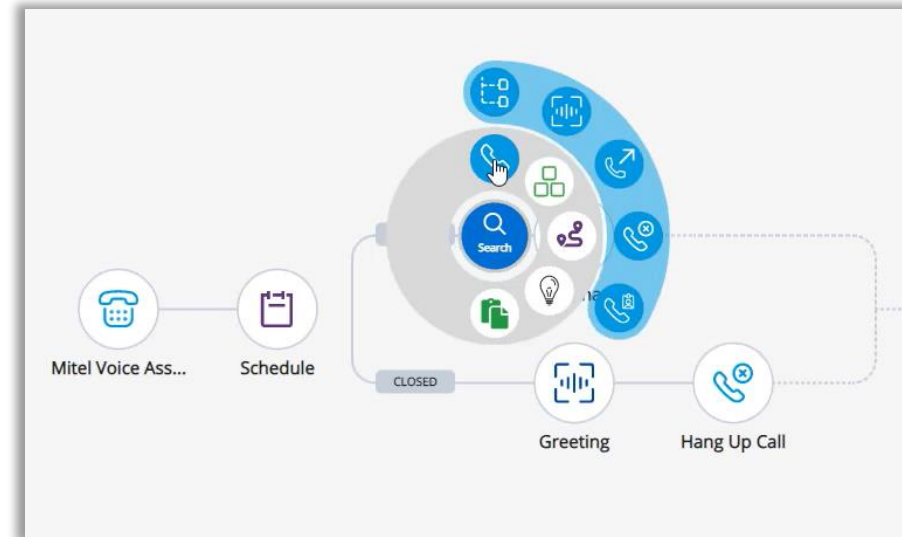 Search
Mitel Voice Ass...
Schedule
CLOSED
Greeting
Hang Up Call